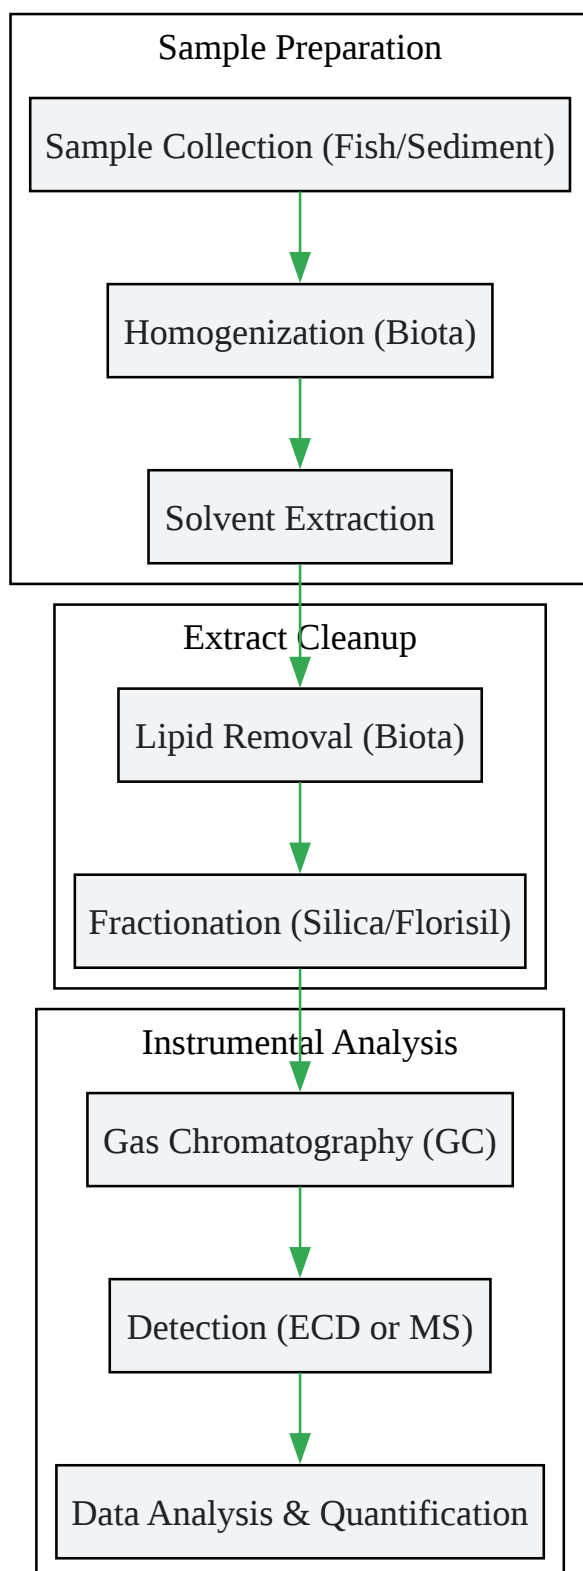 Sample Preparation
Sample Collection (Fish/Sediment)
Homogenization (Biota)
Solvent Extraction
Extract Cleanup
Lipid Removal (Biota)
Fractionation (Silica/Florisil)
Instrumental Analysis
Gas Chromatography (GC)
Detection (ECD or MS)
Data Analysis & Quantification